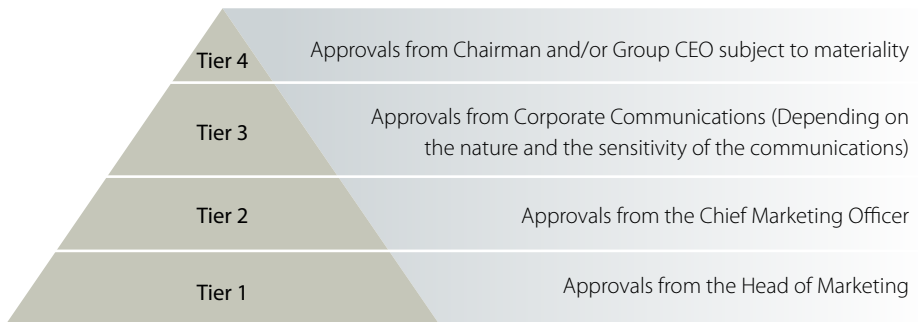 Tier 4
Approvals from Chairman and/or Group CEO subject to materiality
Tier 3
Approvals from Corporate Communications (Depending on
the nature and the sensitivity of the communications)
Tier 2
Approvals from the Chief Marketing Officer
Tier 1
Approvals from the Head of Marketing